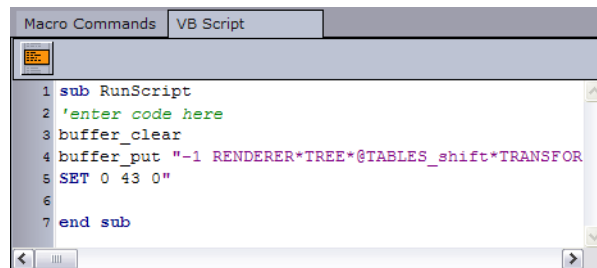 Macro Commands VB Script
1 sub RunScript
2 'enter code here
3 buffer_clear
4 buffer_put "-1 RENDERER*TREE*@TABLES_shift*TRANSFOR
5 SET 0 43 0"
6
7 end sub